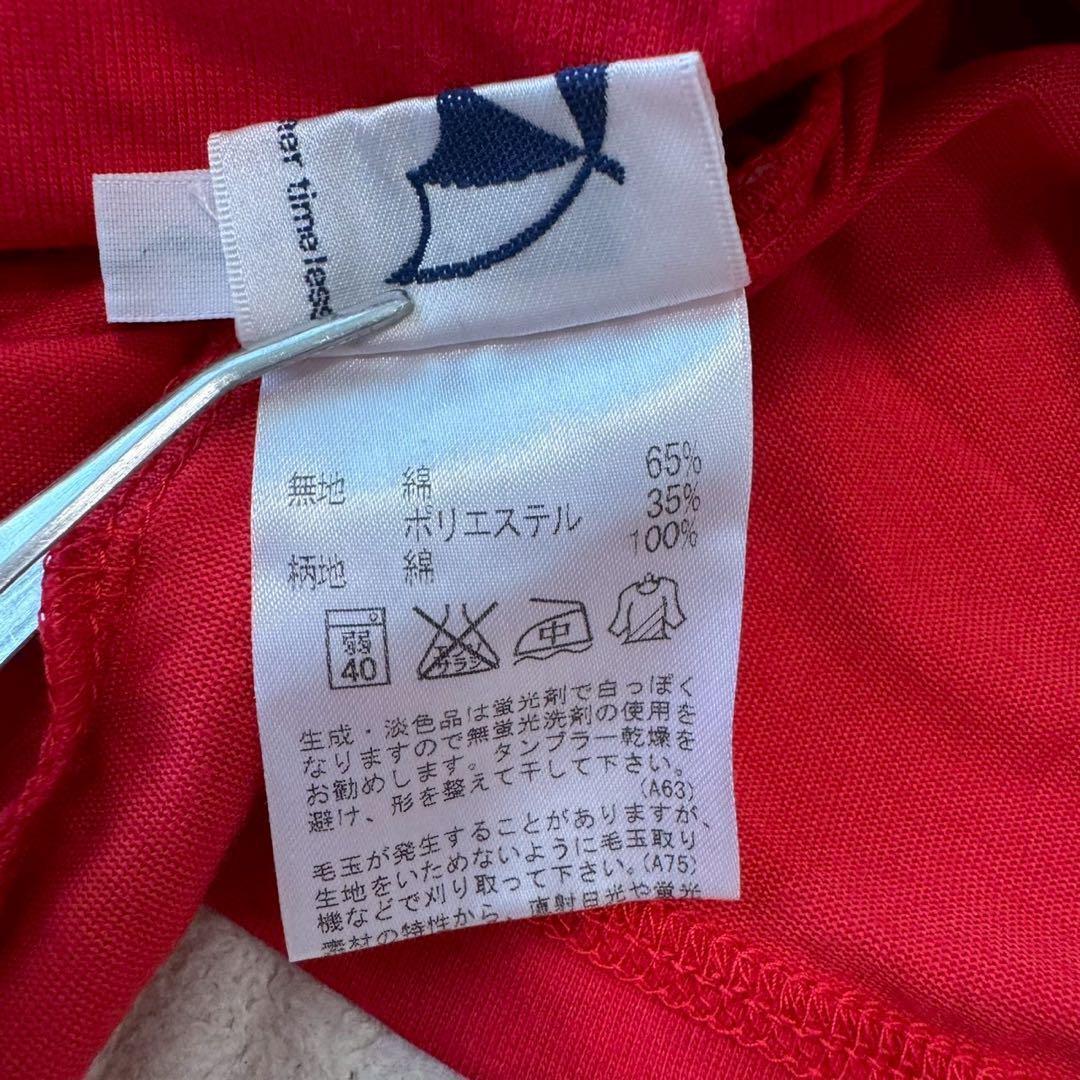 timeless
無地 綿 65%
ポリエステル 35%
柄地 綿 100%
弱
40
エンソ
サラシ
中
生成・淡色品は蛍光剤で白っぽく
なりますので無蛍光洗剤の使用を
お勧めします。タンブラー乾燥を
避け、形を整えて干して下さい。
(A63)
毛玉が発生することがありますが、
生地をいためないように毛玉取り
機などで刈り取って下さい。(A75)
素材の特性から、直射日光や蛍光